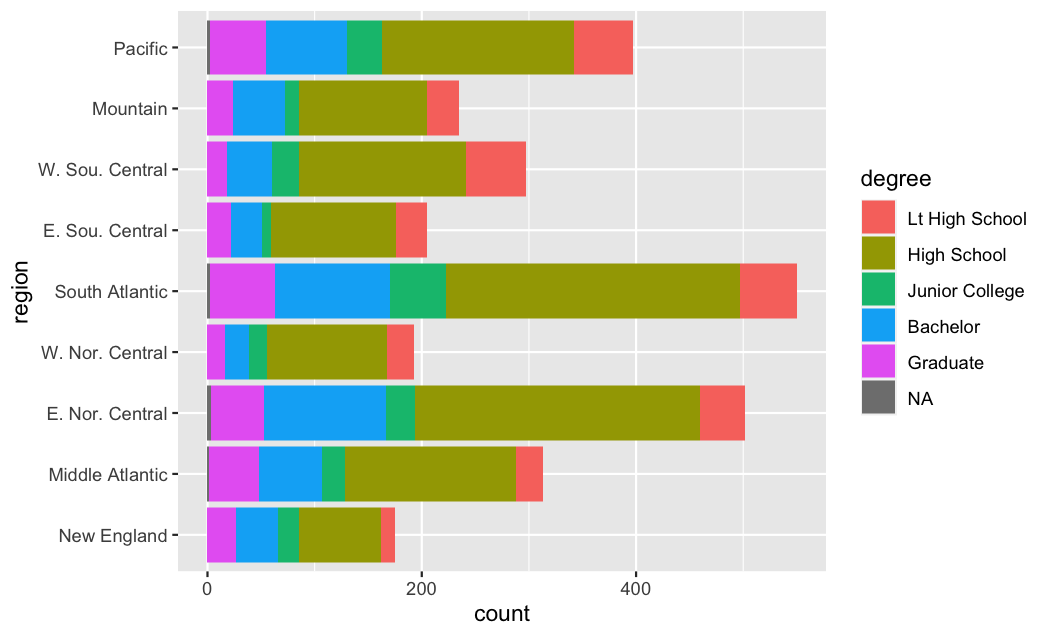 region
Pacific
Mountain
W. Sou. Central
E. Sou. Central
South Atlantic
W. Nor. Central
E. Nor. Central
Middle Atlantic
New England
0 200 400
count
degree
Lt High School
High School
Junior College
Bachelor
Graduate
NA